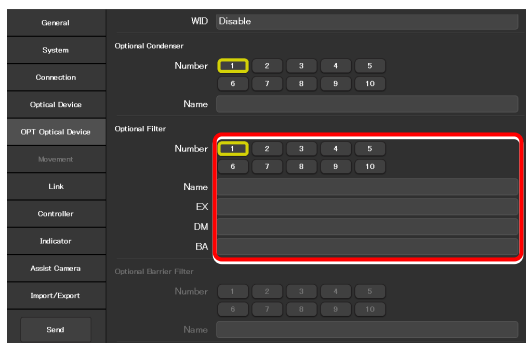 General
System
Connection
Optical Device
OPT Optical Device
Movement
Link
Controller
Indicator
Assist Camera
Import/Export
Send
WID Disable
Optional Condenser
Number 1 2 3 4 5
6 7 8 9 10
Name
Optional Filter
Number 1 2 3 4 5
6 7 8 9 10
Name
EX
DM
BA
Optional Barrier Filter
Number 1 2 3 4 5
6 7 8 9 10
Name